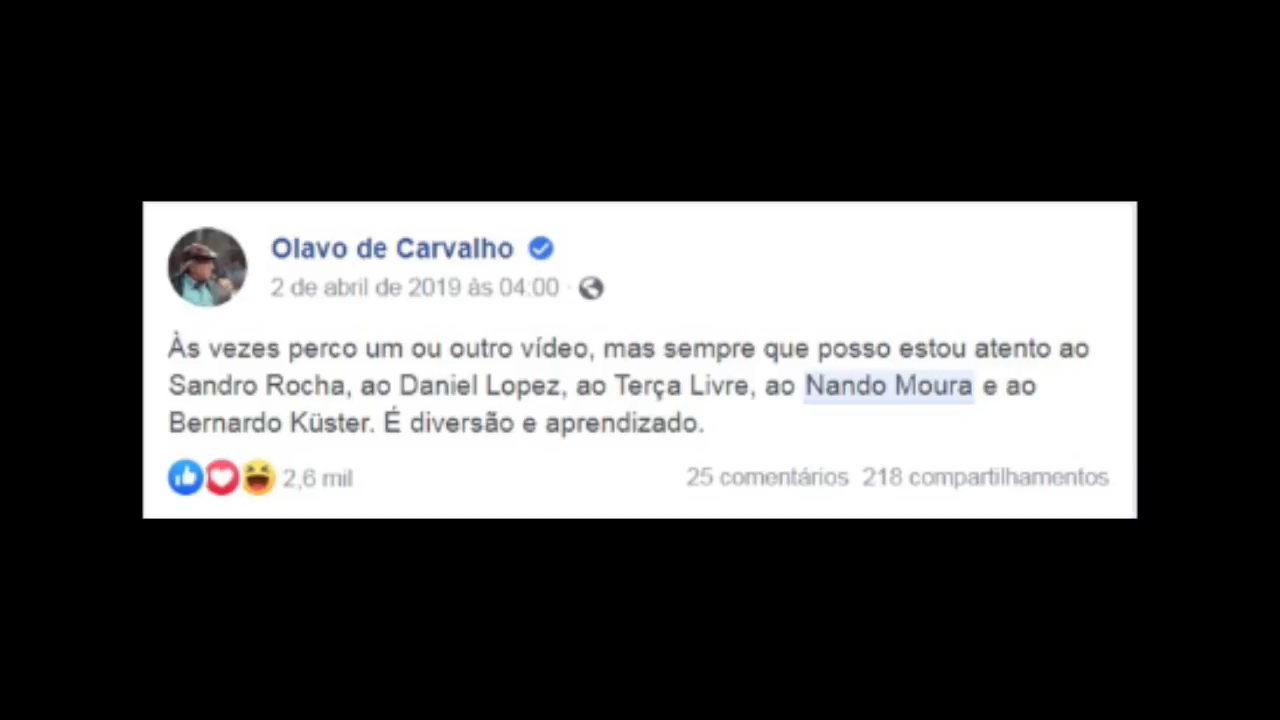 Olavo de Carvalho
2 de abril de 2019 às 04:00 ·
Às vezes perco um ou outro vídeo, mas sempre que posso estou atento ao
Sandro Rocha, ao Daniel Lopez, ao Terça Livre, ao Nando Moura e ao
Bernardo Küster. É diversão e aprendizado.
2,6 mil 25 comentários 218 compartilhamentos